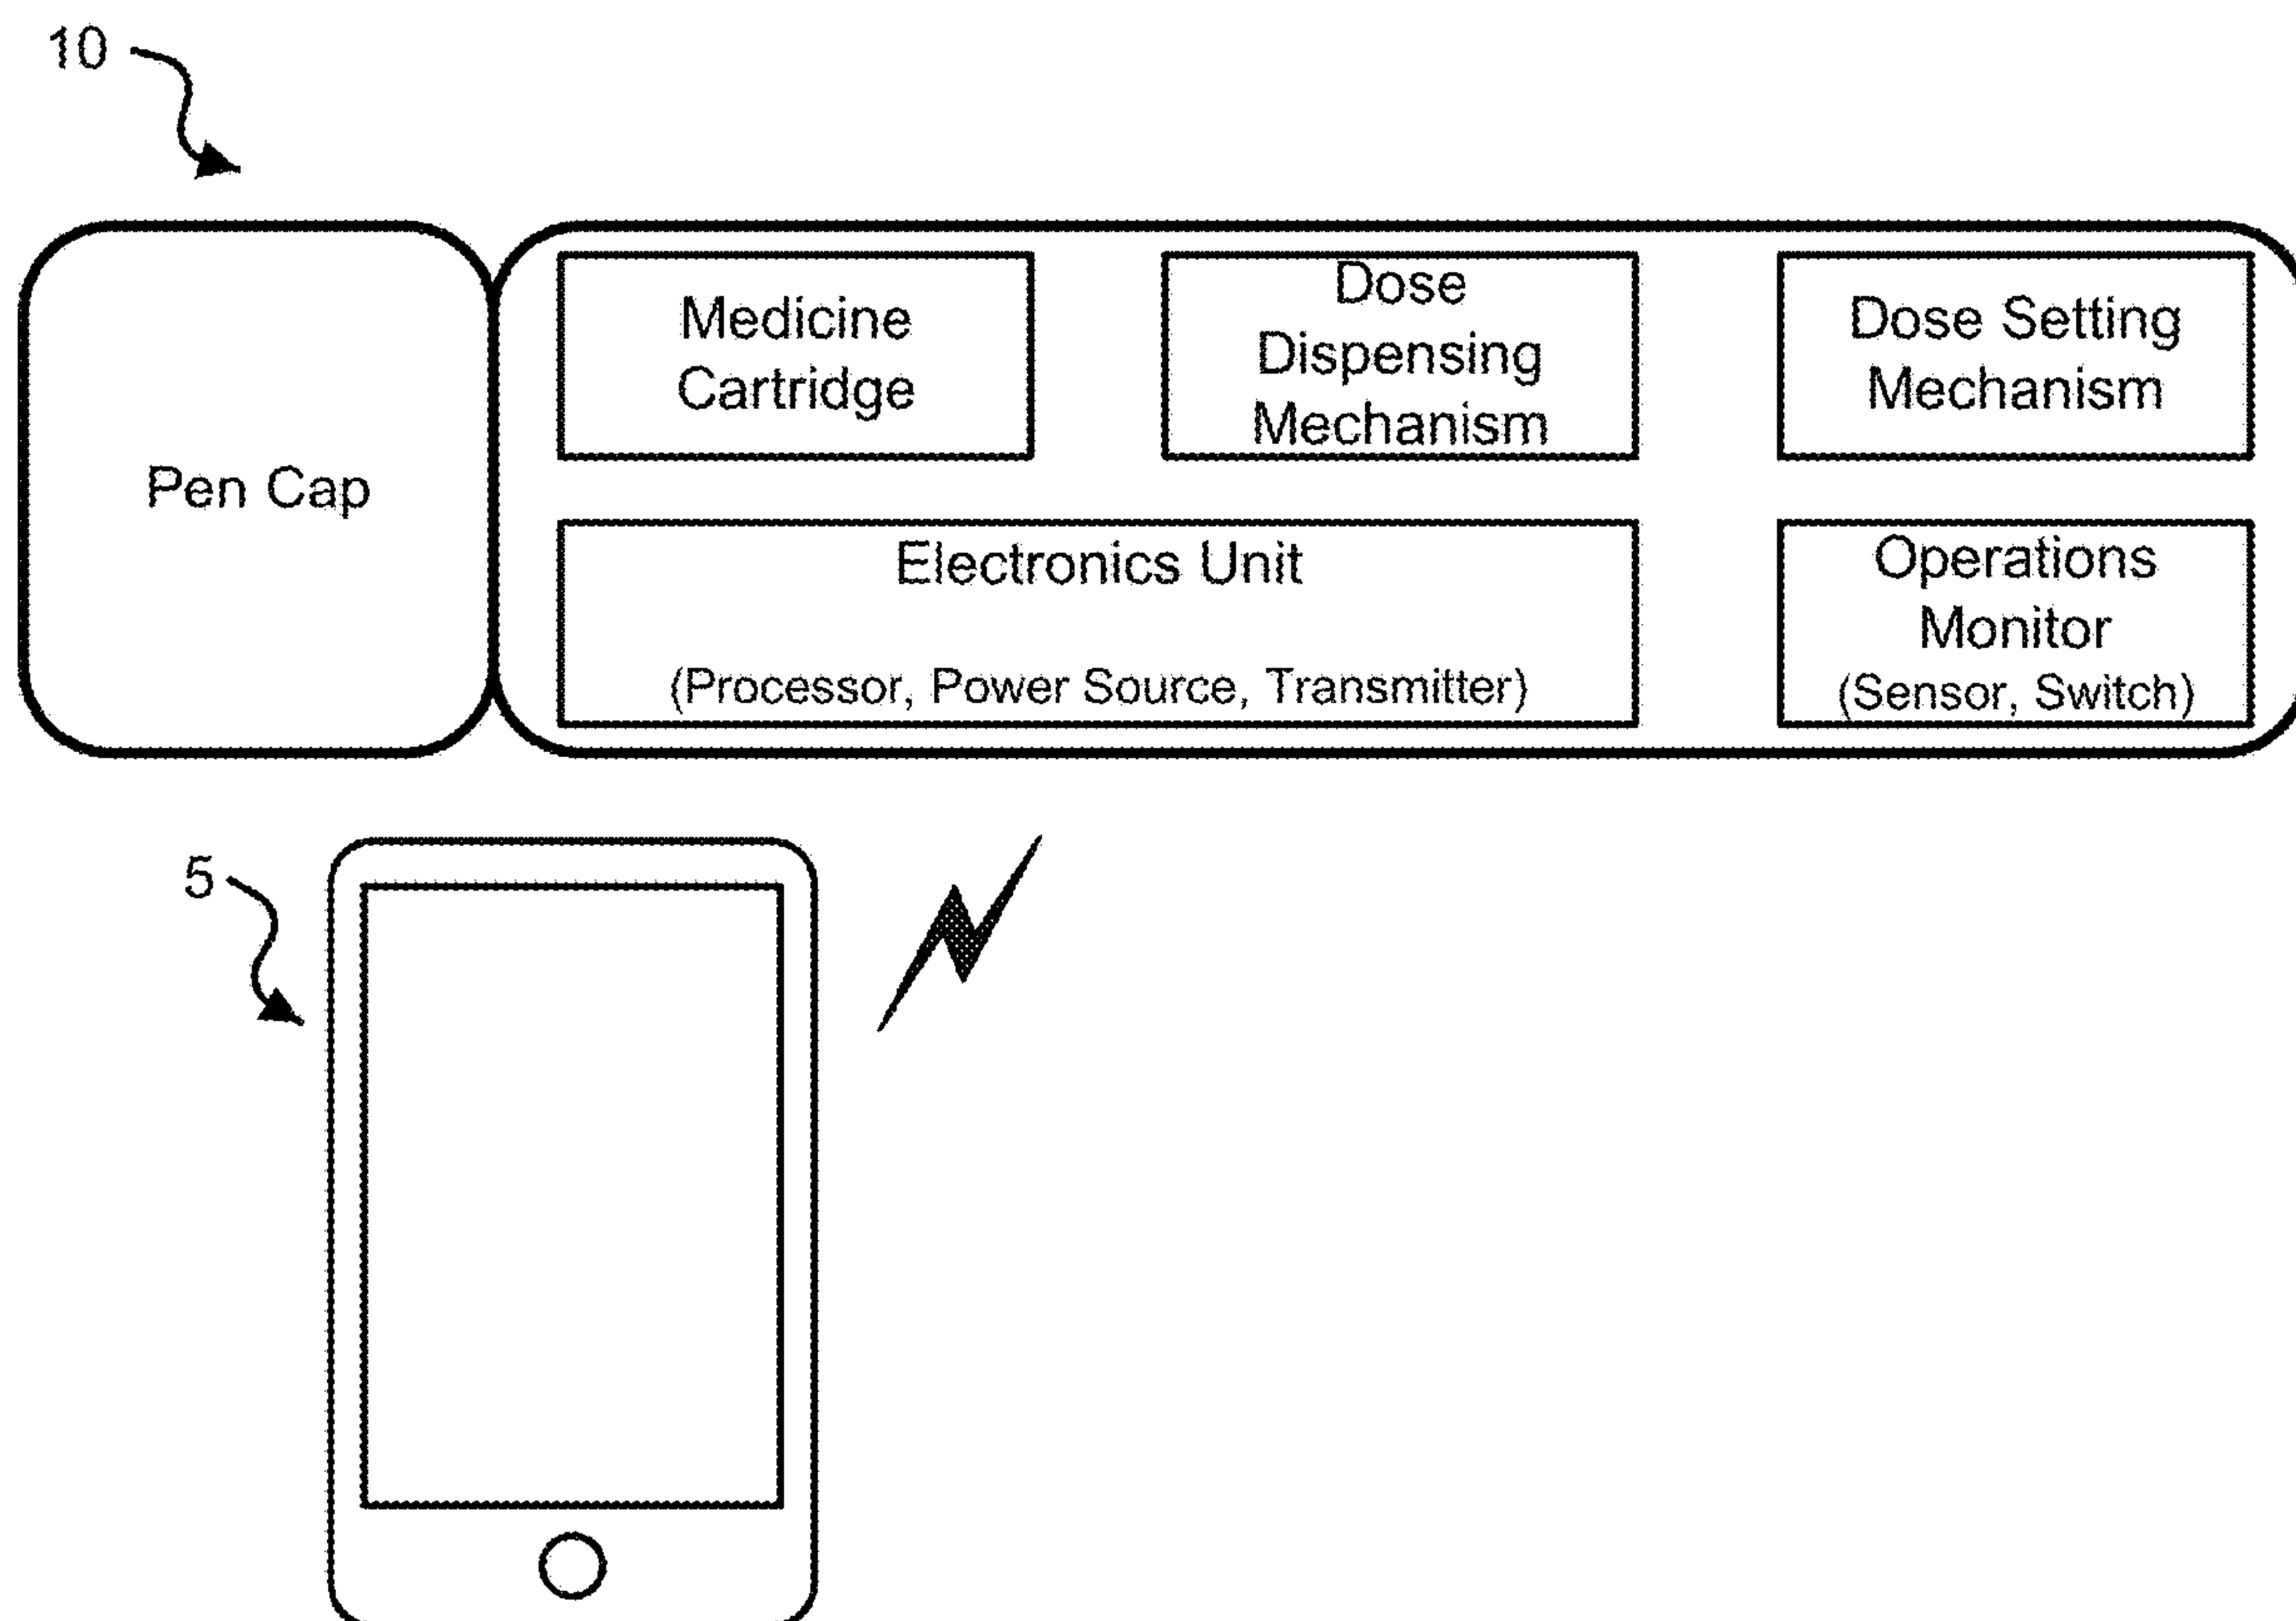 10
Pen Cap
Medicine
Cartridge
Dose
Dispensing
Mechanism
Dose Setting
Mechanism
Electronics Unit
(Processor, Power Source, Transmitter)
Operations
Monitor
(Sensor, Switch)
5